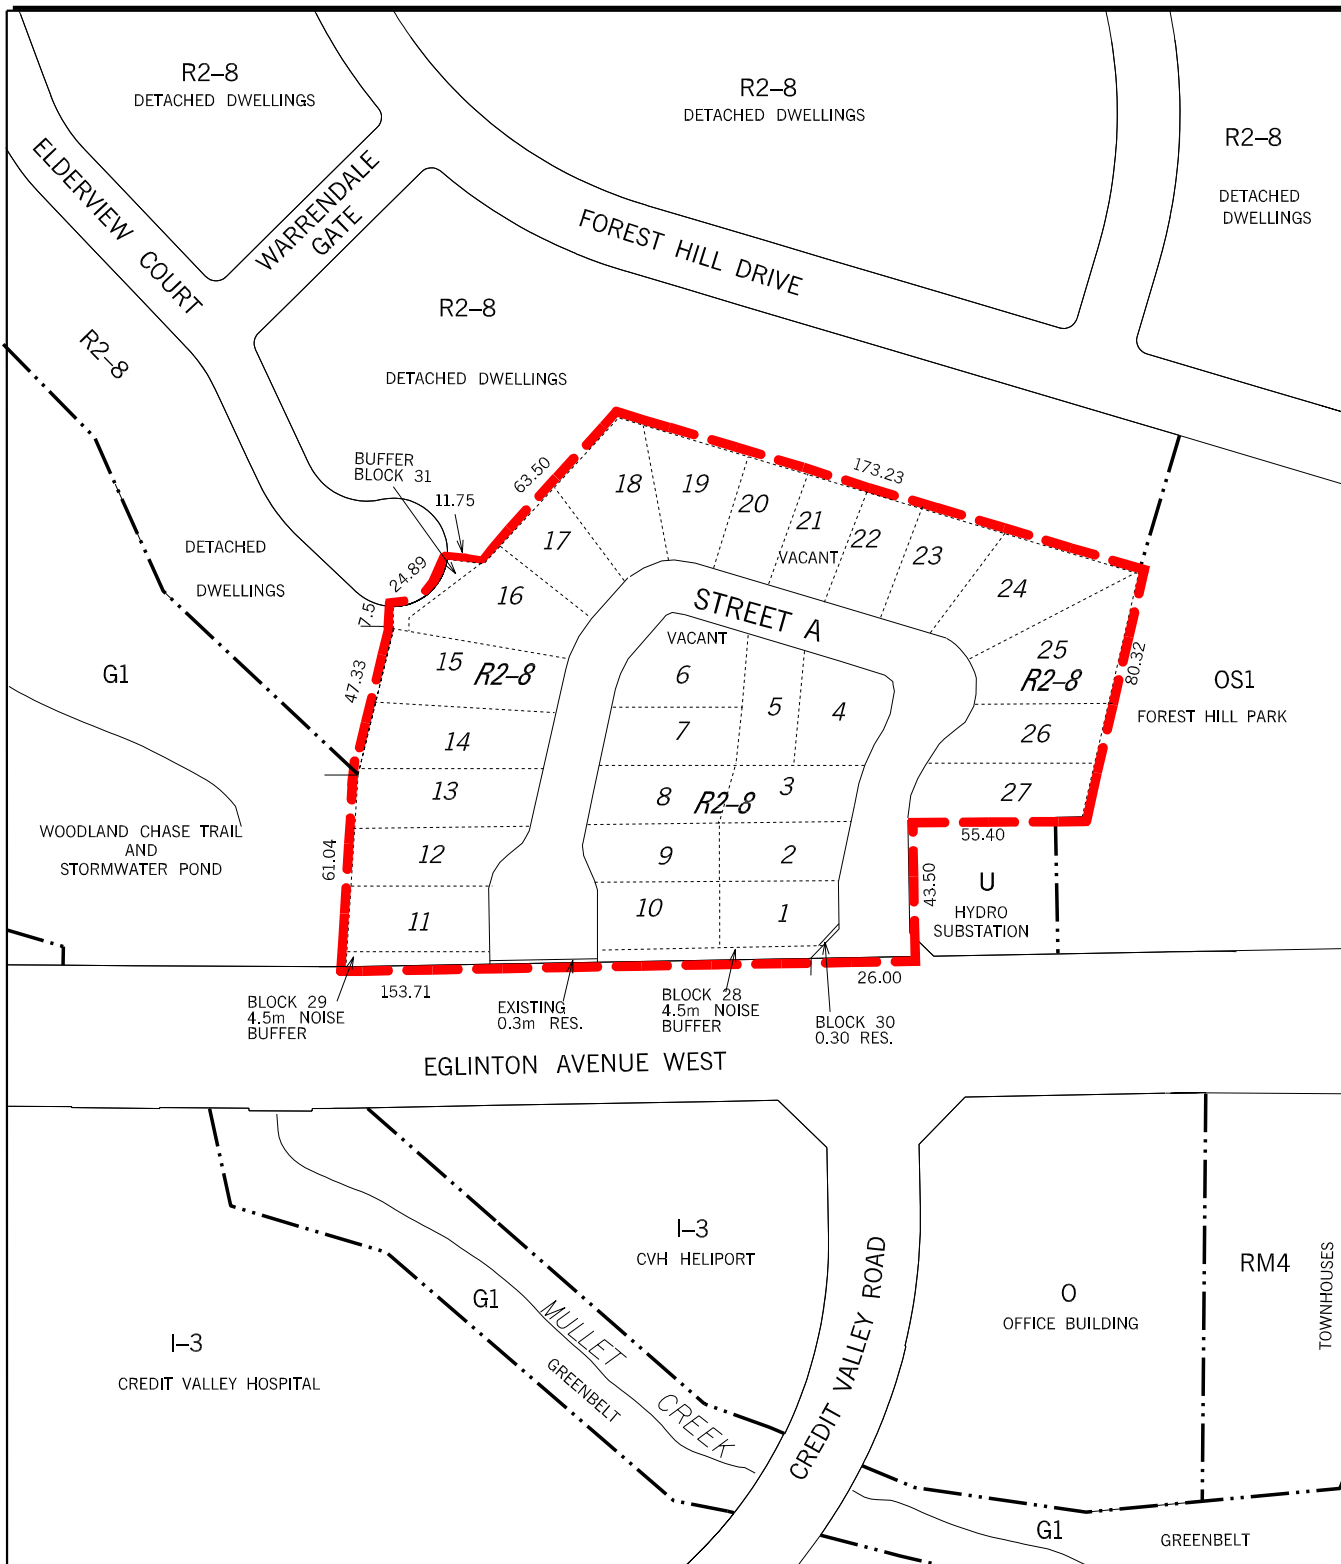 R2–8
DETACHED DWELLINGS
R2–8
DETACHED DWELLINGS
R2–8
DETACHED
DWELLINGS
ELDERVIEW COURT
WARRENDALE
GATE
FOREST HILL DRIVE
R2–8
DETACHED DWELLINGS
R2–8
BUFFER
BLOCK 31
11.75
63.50
173.23
24.89
7.5
47.33
61.04
80.32
DETACHED
DWELLINGS
G1
WOODLAND CHASE TRAIL
AND
STORMWATER POND
18
19
20
21
22
23
24
25
26
27
17
16
15
14
13
12
11
VACANT
STREET A
VACANT
R2–8
R2–8
R2–8
6
5
4
7
3
8
9
2
10
1
OS1
FOREST HILL PARK
55.40
43.50
U
HYDRO
SUBSTATION
26.00
153.71
BLOCK 29
4.5m NOISE
BUFFER
EXISTING
0.3m RES.
BLOCK 28
4.5m NOISE
BUFFER
BLOCK 30
0.30 RES.
EGLINTON AVENUE WEST
I–3
CVH HELIPORT
G1
MULLET CREEK
GREENBELT
I–3
CREDIT VALLEY HOSPITAL
CREDIT VALLEY ROAD
O
OFFICE BUILDING
RM4
TOWNHOUSES
G1
GREENBELT